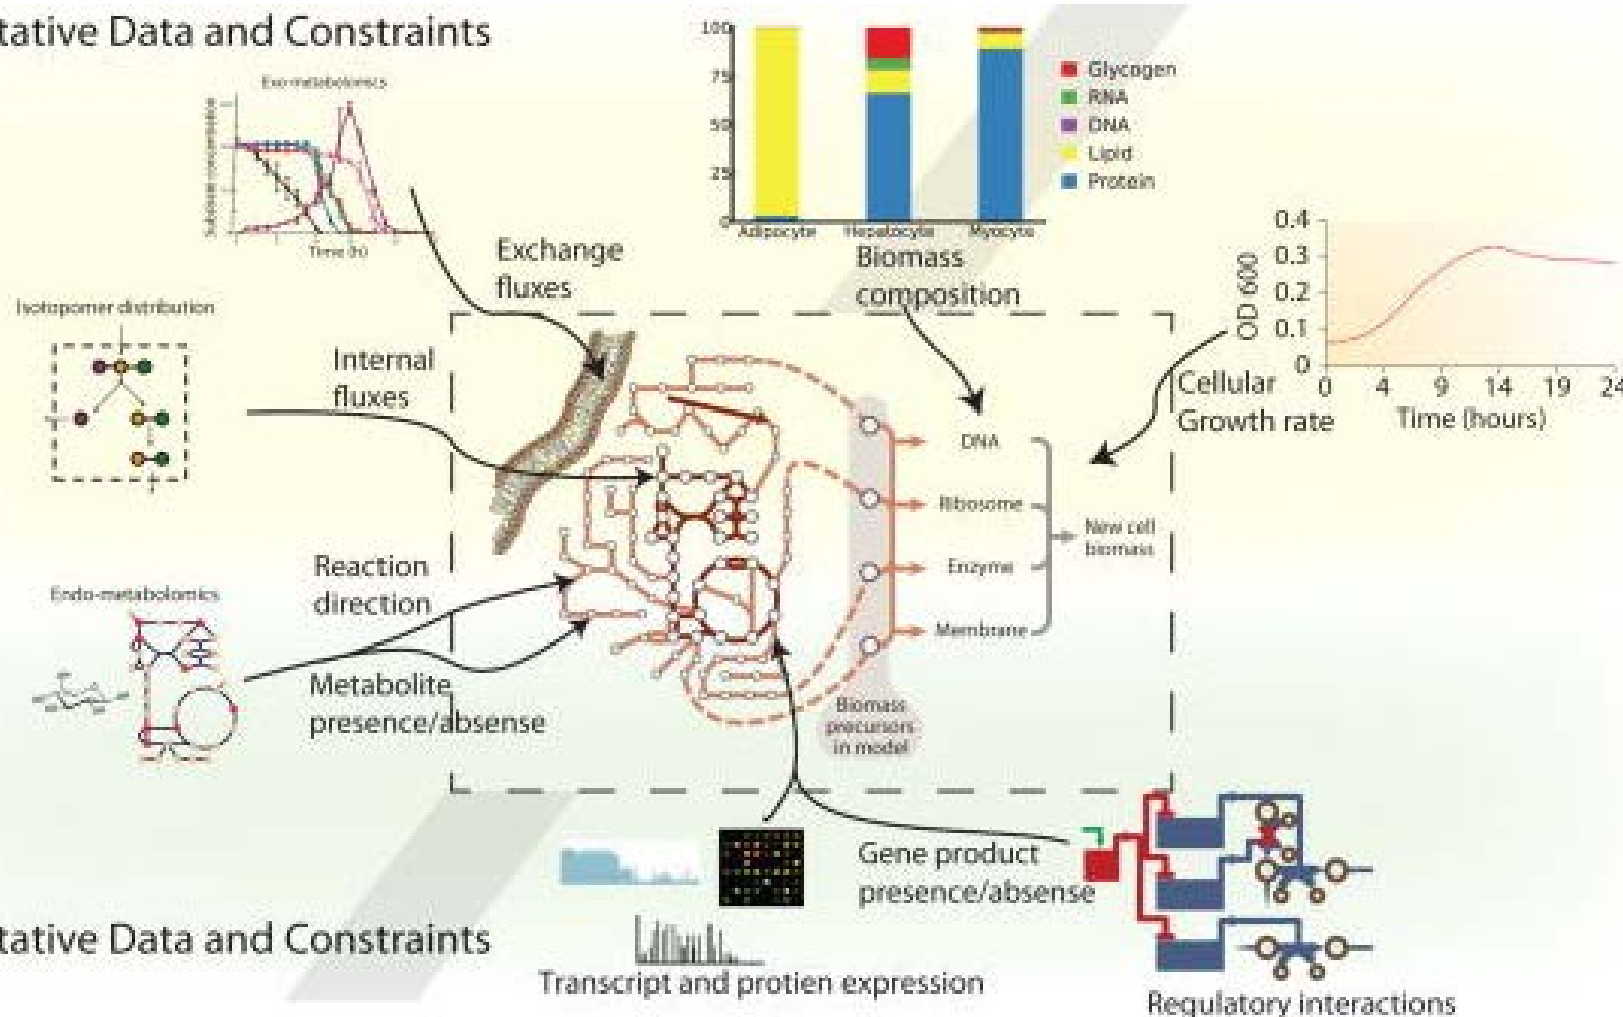 tative Data and Constraints
Exo-metabolomics
Substrate concentration
Time (h)
100
75
50
25
0
Adipocyte
Hepatocyte
Myocyte
Glycogen
RNA
DNA
Lipid
Protein
Exchange
fluxes
Biomass
composition
OD 600
0.4
0.3
0.2
0.1
0
0
4
9
14
19
24
Time (hours)
Cellular
Growth rate
Isotopomer distribution
Internal
fluxes
DNA
Ribosome
Enzyme
Membrane
New cell
biomass
Reaction
direction
Endo-metabolomics
Metabolite
presence/absense
Biomass
precursors
in model
Gene product
presence/absense
tative Data and Constraints
Transcript and protien expression
Regulatory interactions